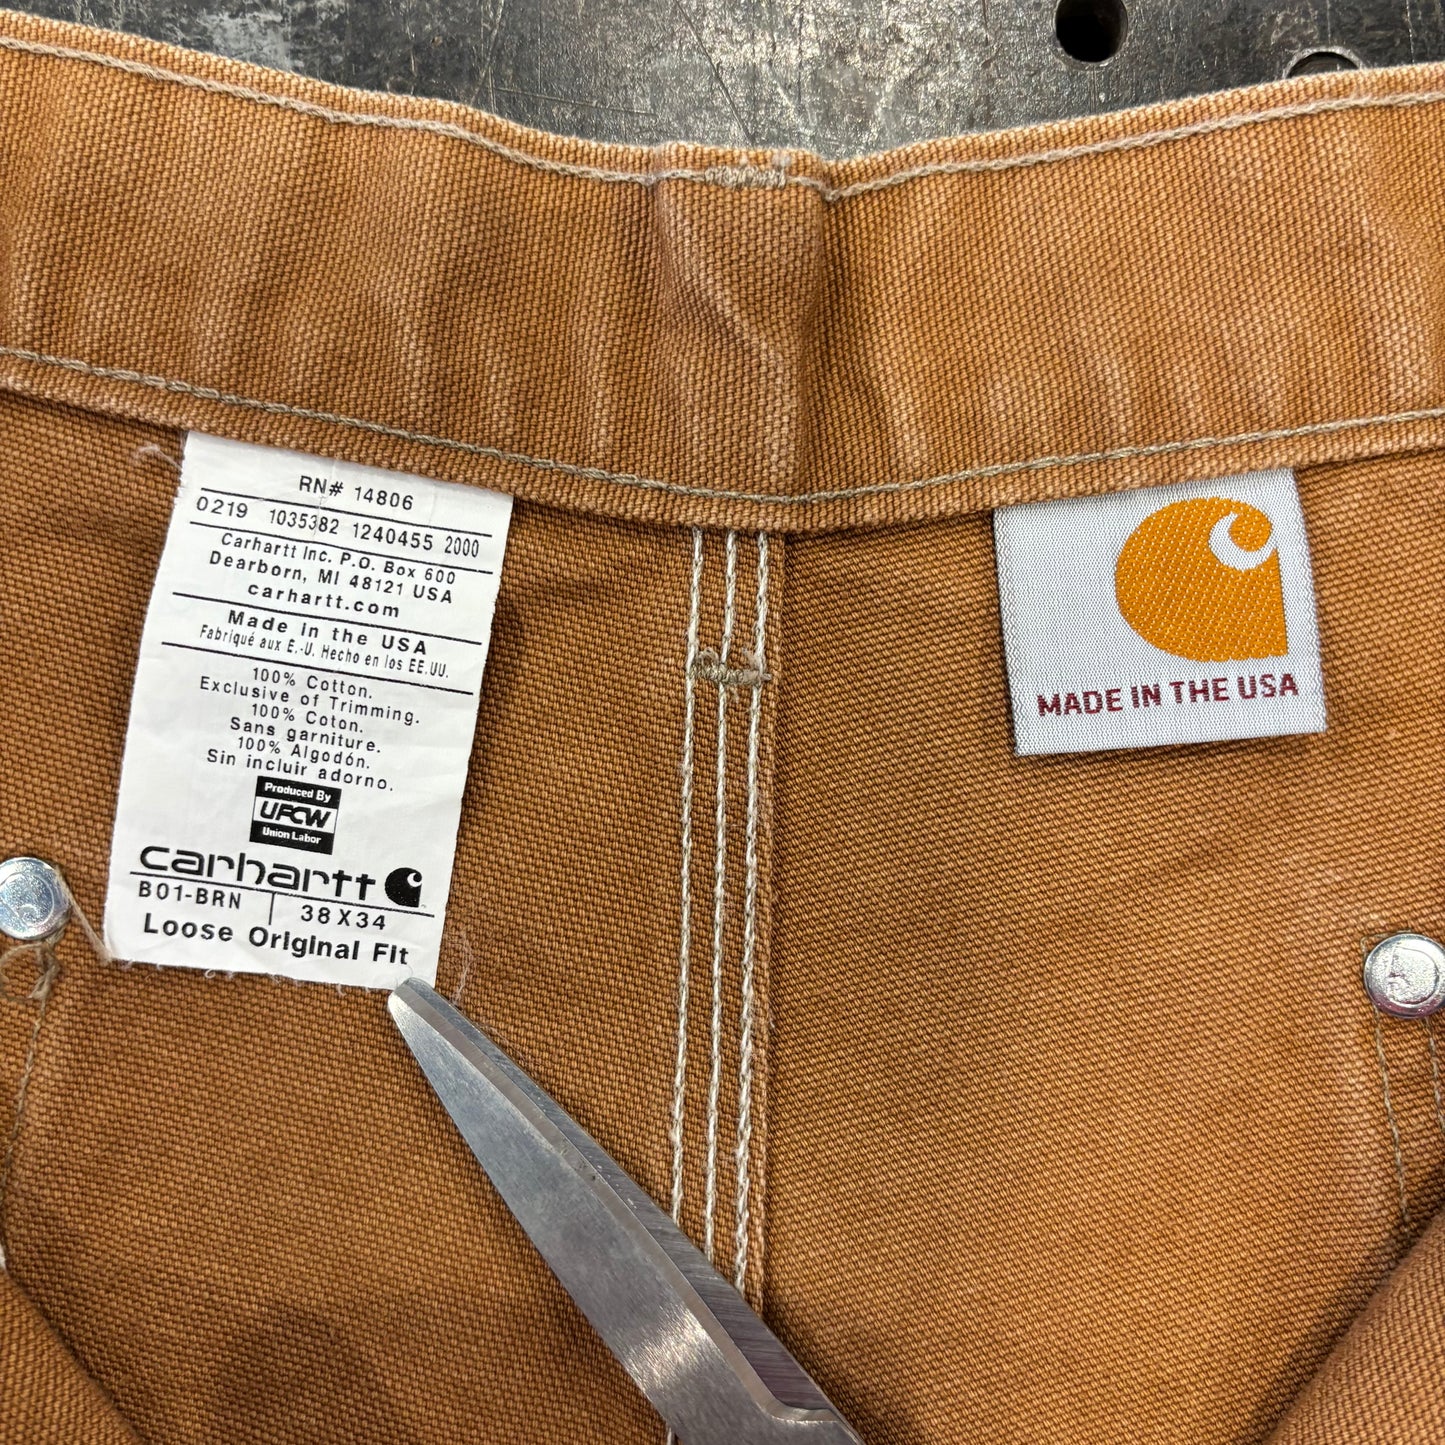 RN# 14806
0219 1035382 1240455 2000
Carhartt Inc. P.O. Box 600
Dearborn, MI 48121 USA
carhartt.com
Made in the USA
Fabriqué aux É.-U. Hecho en los EE.UU.
100% Cotton.
Exclusive of Trimming.
100% Coton.
Sans garniture.
100% Algodón.
Sin incluir adorno.
Produced By
UFCW
Union Labor
carhartt
B01-BRN | 38 X 34
Loose Original Fit
MADE IN THE USA